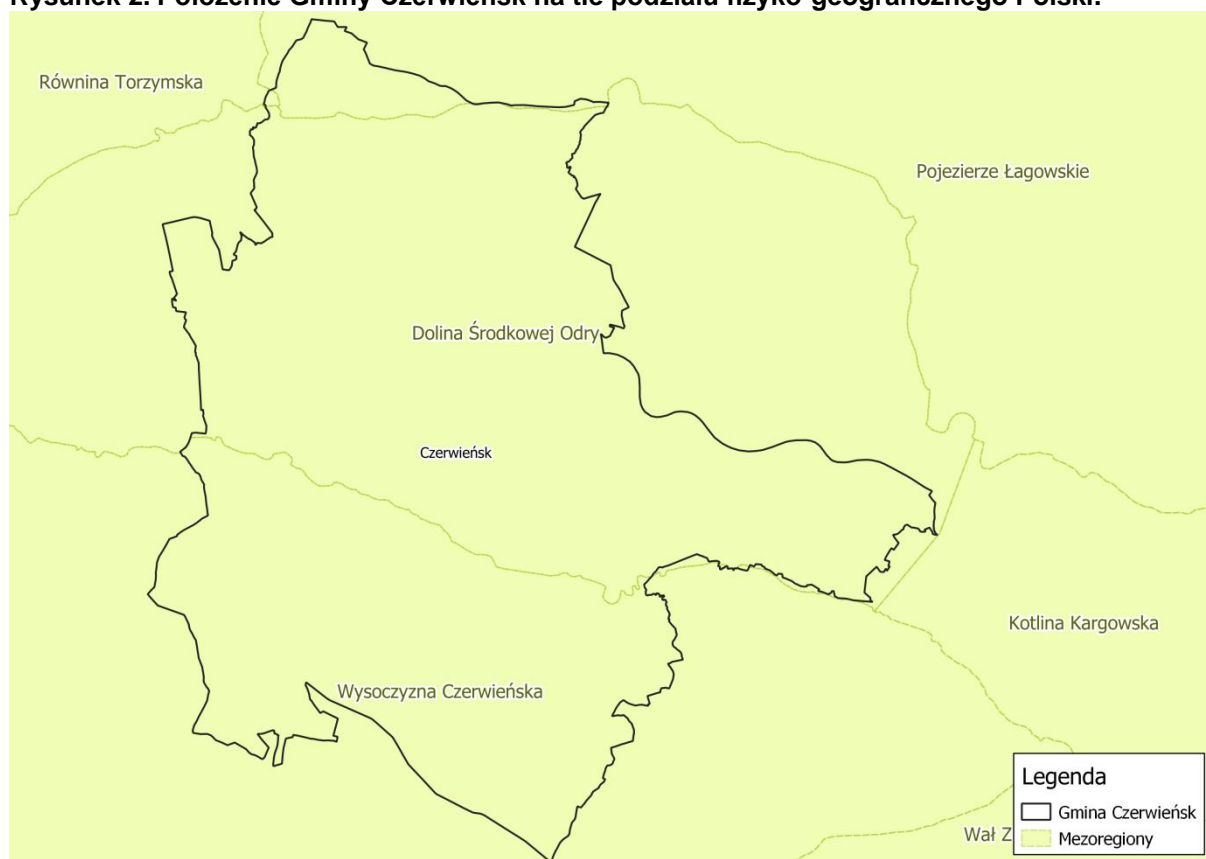 Rysunek 2. Położenie Gminy Czerwieńsk na tle podziału fizyko-geograficznego Polski.
Równina Torzymska
Pojezierze Łagowskie
Dolina Środkowej Odry
Czerwieńsk
Kotlina Kargowska
Wysoczyzna Czerwieńska
Legenda
Gmina Czerwieńsk
Wał Z
Mezoregiony